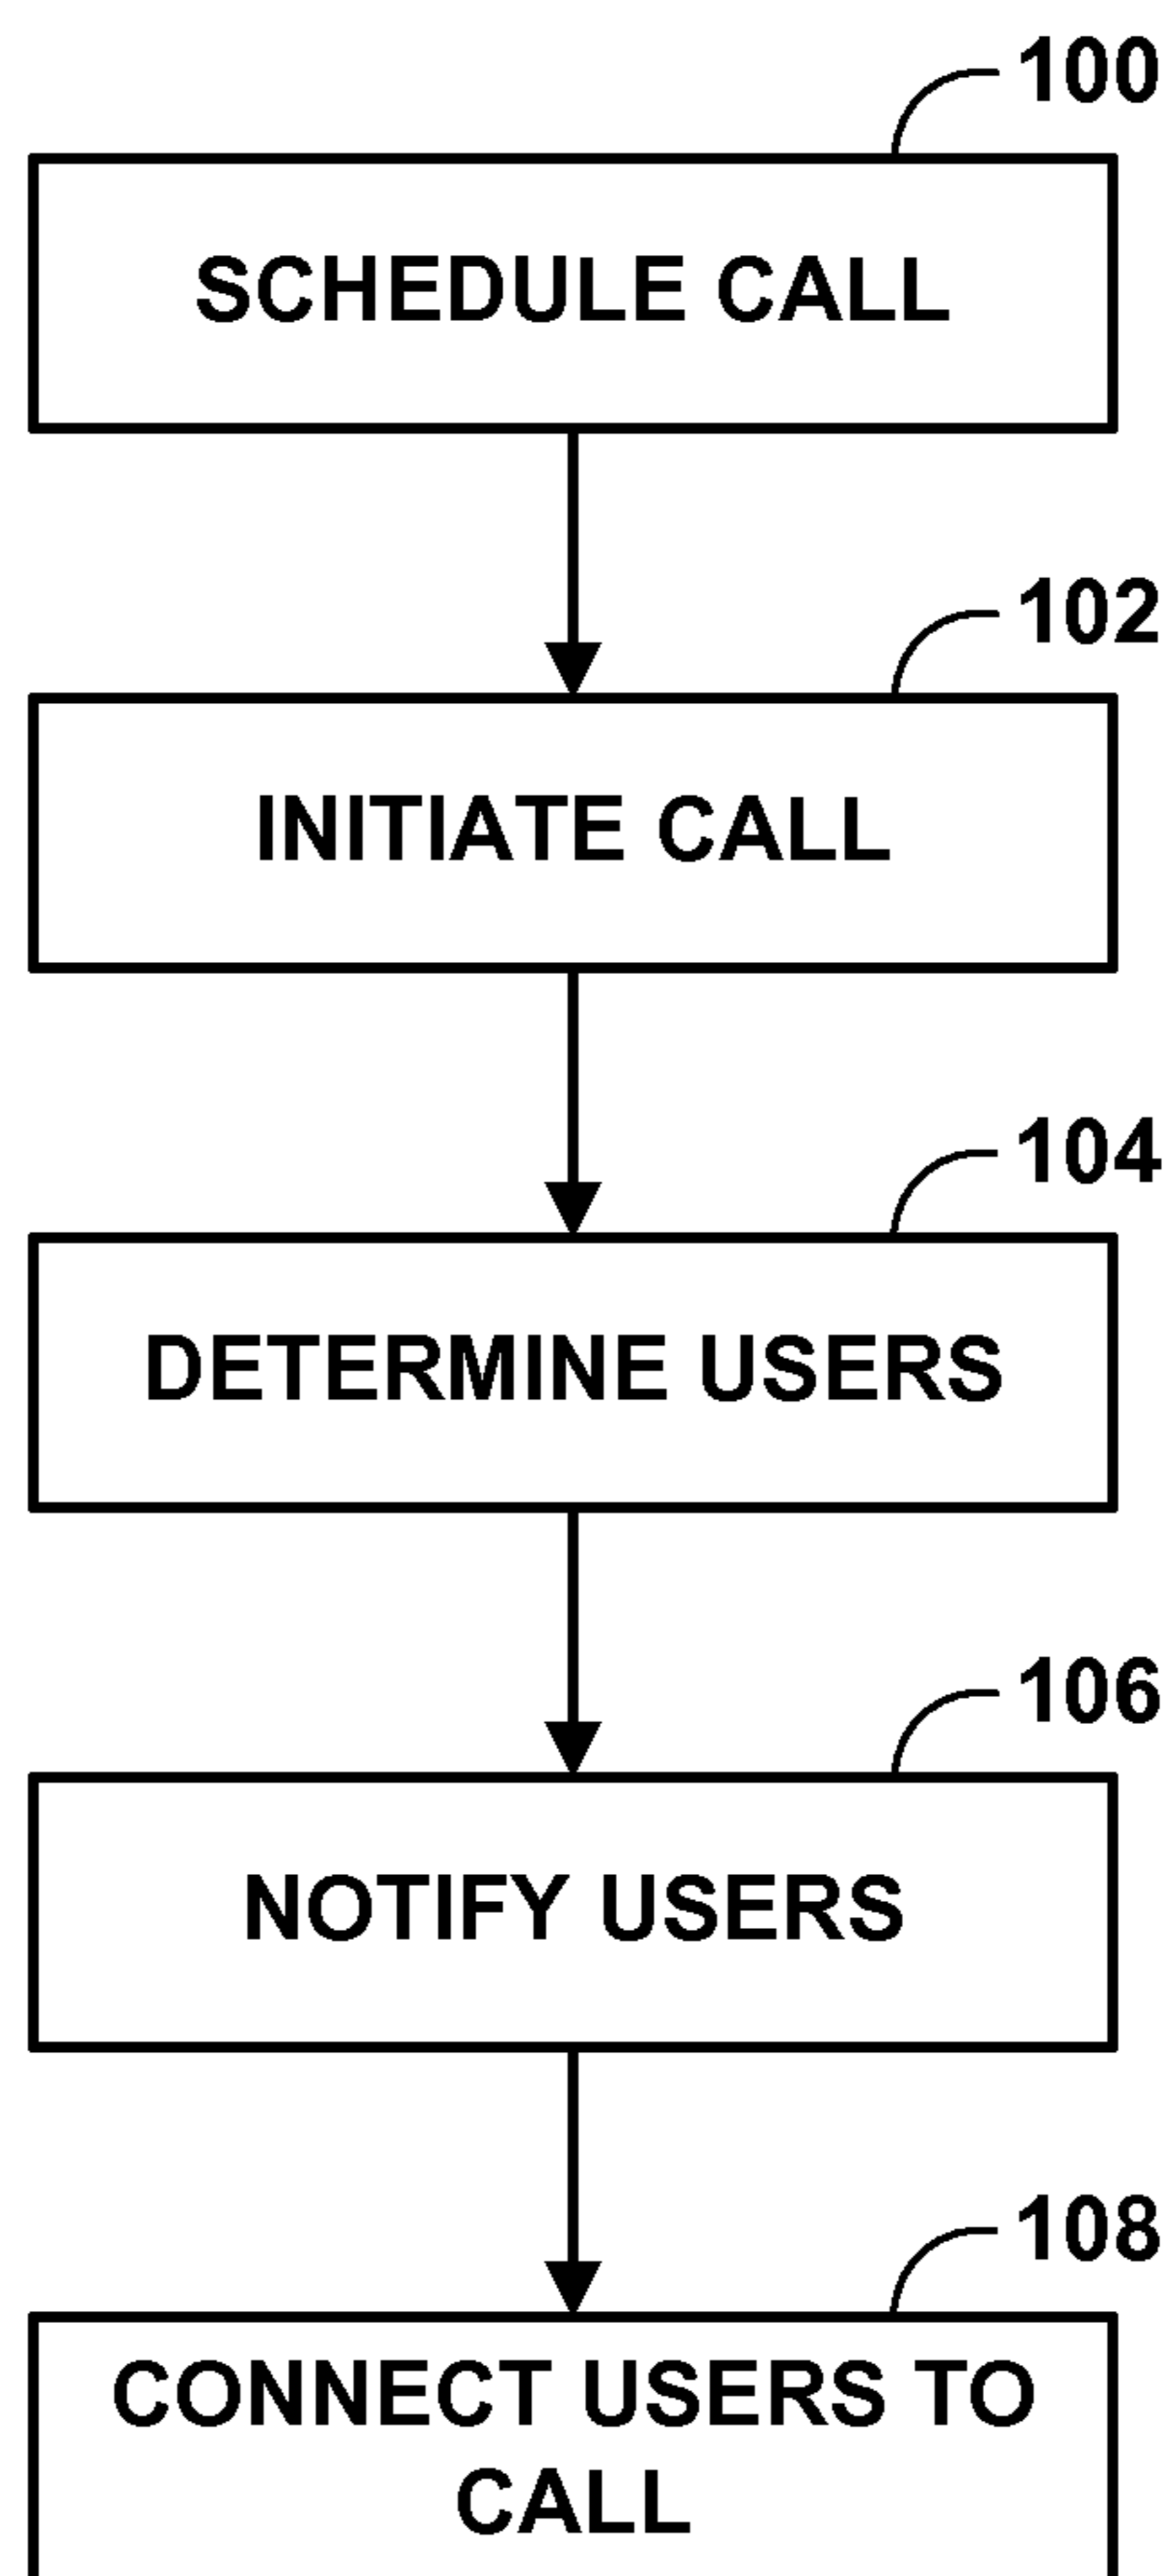 100
SCHEDULE CALL
102
INITIATE CALL
104
DETERMINE USERS
106
NOTIFY USERS
108
CONNECT USERS TO
CALL